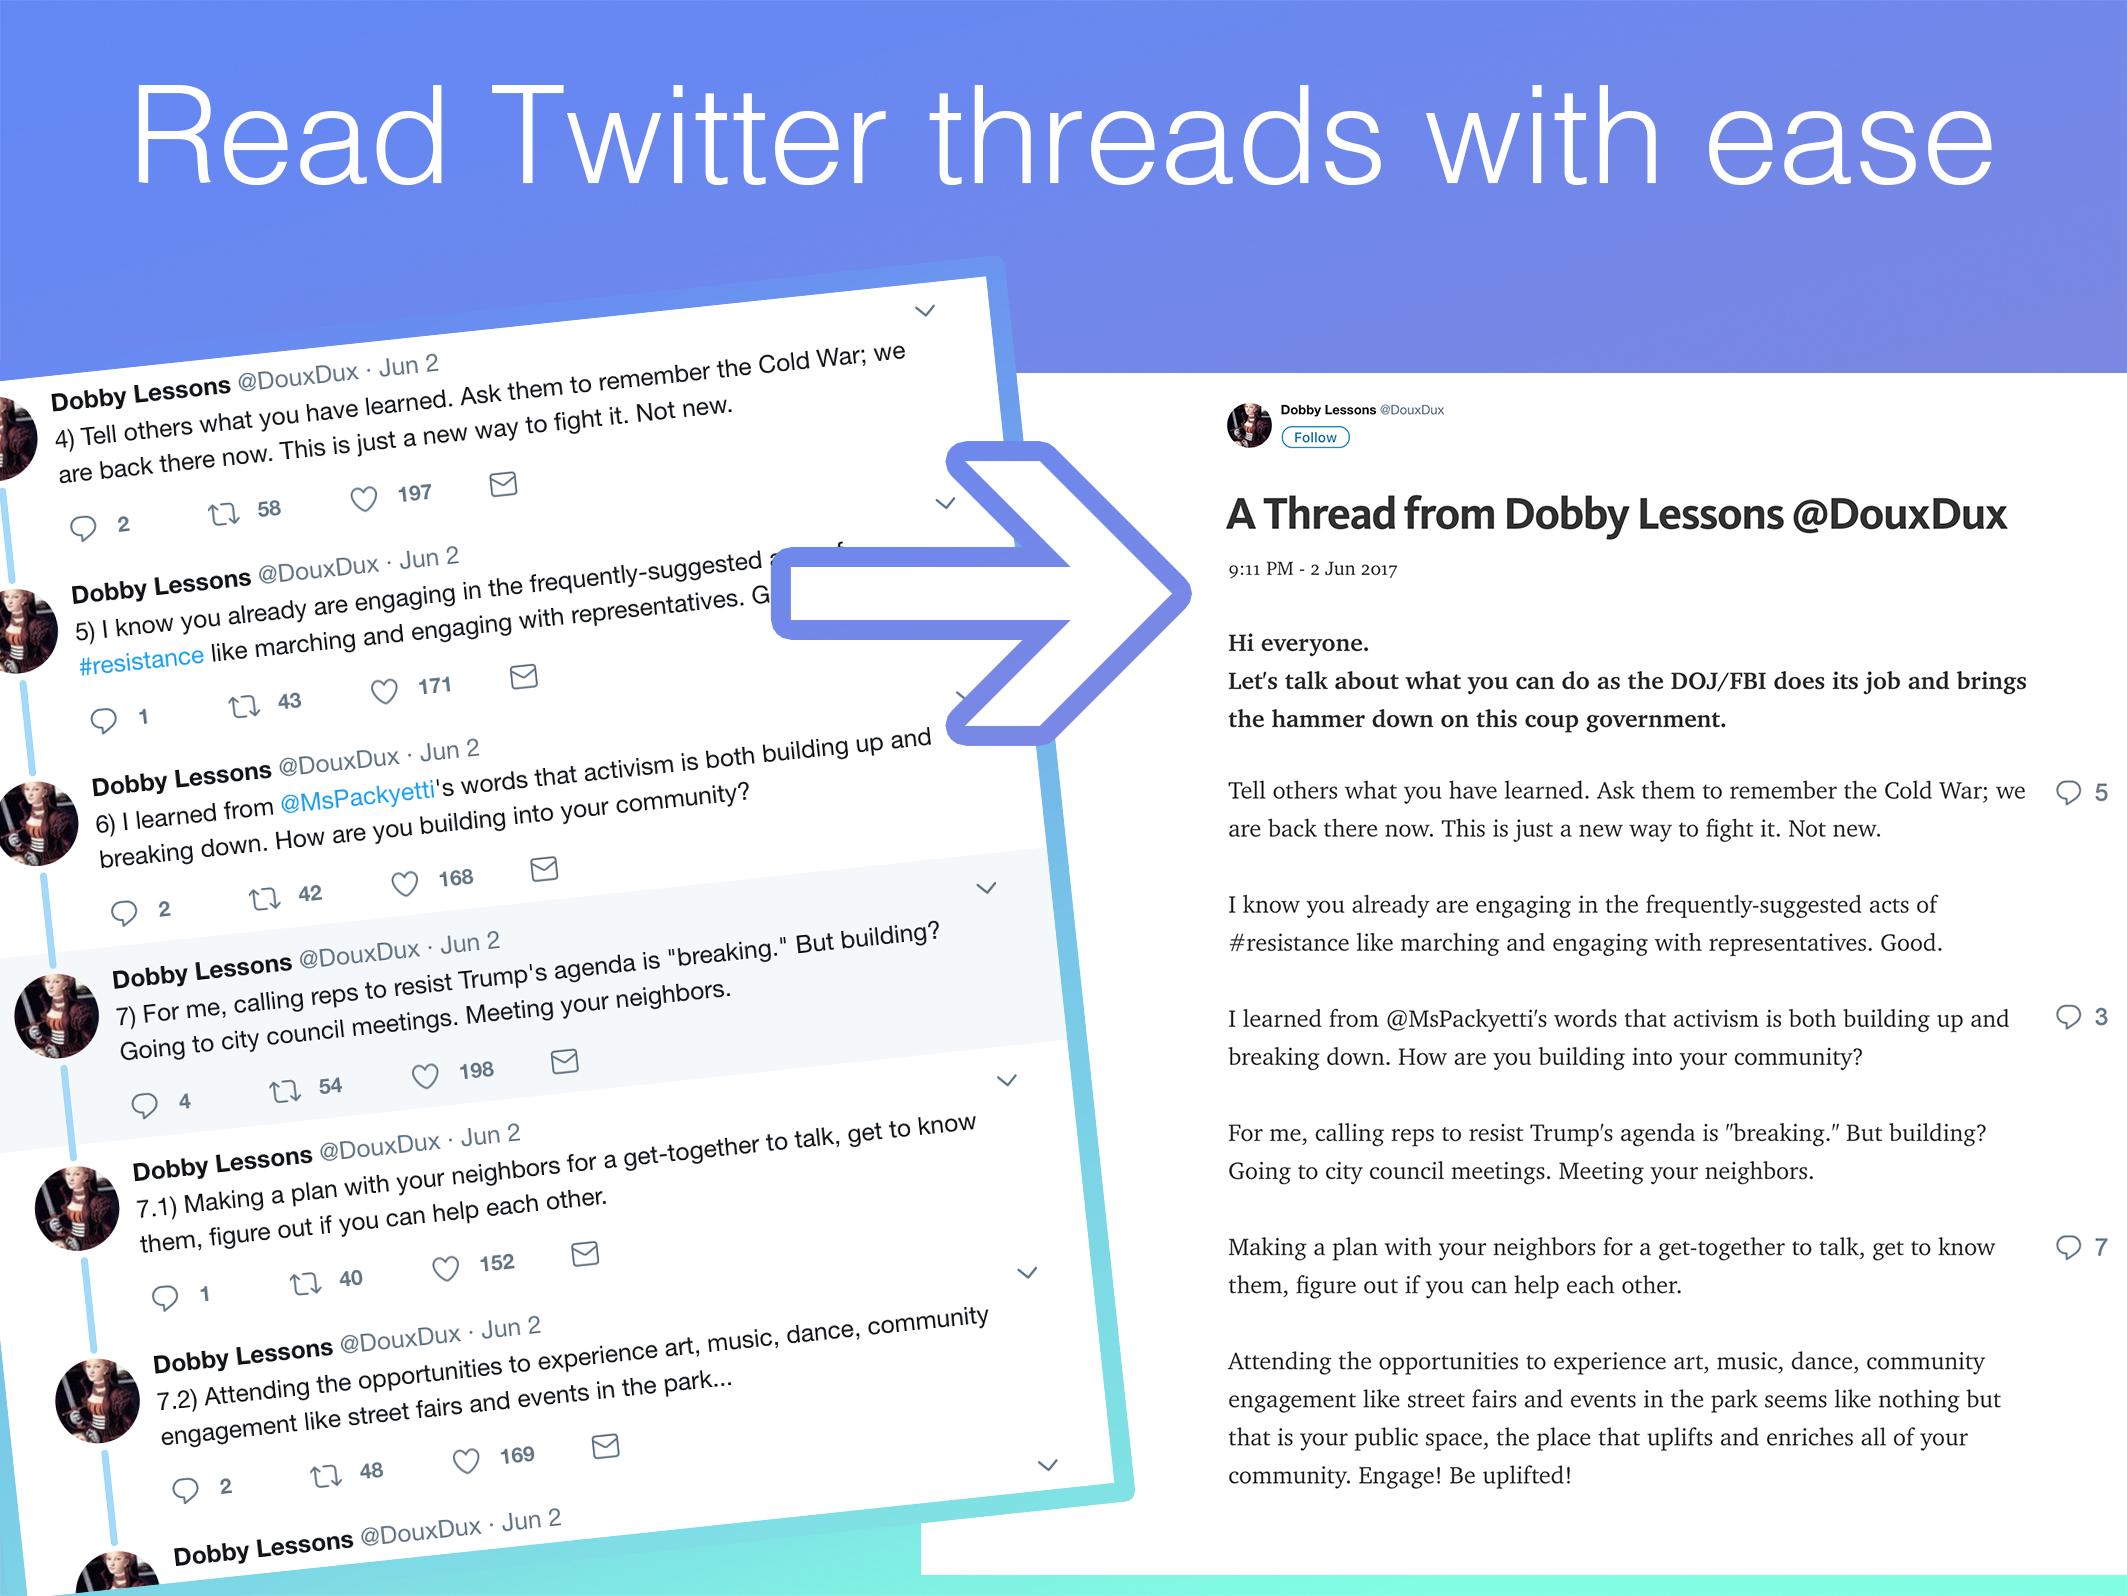 Read Twitter threads with ease
Dobby Lessons @DouxDux · Jun 2
4) Tell others what you have learned. Ask them to remember the Cold War; we
are back there now. This is just a new way to fight it. Not new.
2 58 197
Dobby Lessons @DouxDux · Jun 2
5) I know you already are engaging in the frequently-suggested
#resistance like marching and engaging with representatives.
1 43 171
Dobby Lessons @DouxDux · Jun 2
6) I learned from @MsPackyetti's words that activism is both building up and
breaking down. How are you building into your community?
2 42 168
Dobby Lessons @DouxDux · Jun 2
7) For me, calling reps to resist Trump's agenda is "breaking." But building?
Going to city council meetings. Meeting your neighbors.
4 54 198
Dobby Lessons @DouxDux · Jun 2
7.1) Making a plan with your neighbors for a get-together to talk, get to know
them, figure out if you can help each other.
1 40 152
Dobby Lessons @DouxDux · Jun 2
7.2) Attending the opportunities to experience art, music, dance, community
engagement like street fairs and events in the park...
2 48 169
Dobby Lessons @DouxDux · Jun 2
Dobby Lessons @DouxDux
Follow
A Thread from Dobby Lessons @DouxDux
9:11 PM - 2 Jun 2017
Hi everyone.
Let's talk about what you can do as the DOJ/FBI does its job and brings
the hammer down on this coup government.
Tell others what you have learned. Ask them to remember the Cold War; we 5
are back there now. This is just a new way to fight it. Not new.
I know you already are engaging in the frequently-suggested acts of
#resistance like marching and engaging with representatives. Good.
I learned from @MsPackyetti's words that activism is both building up and 3
breaking down. How are you building into your community?
For me, calling reps to resist Trump's agenda is "breaking." But building?
Going to city council meetings. Meeting your neighbors.
Making a plan with your neighbors for a get-together to talk, get to know 7
them, figure out if you can help each other.
Attending the opportunities to experience art, music, dance, community
engagement like street fairs and events in the park seems like nothing but
that is your public space, the place that uplifts and enriches all of your
community. Engage! Be uplifted!